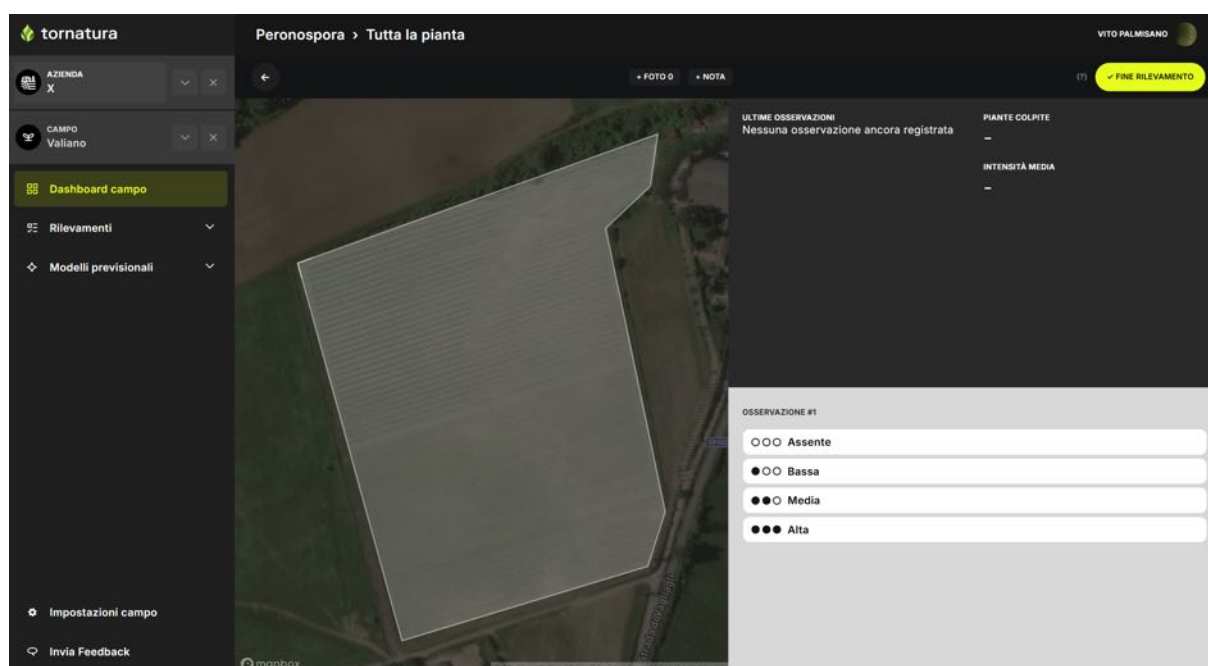 tornatura
Peronospora › Tutta la pianta
VITO PALMISANO
AZIENDA
X
CAMPO
Valiano
Dashboard campo
Rilevamenti
Modelli previsionali
Impostazioni campo
Invia Feedback
+ FOTO 0 + NOTA
(?) ✓ FINE RILEVAMENTO
ULTIME OSSERVAZIONI
Nessuna osservazione ancora registrata
PIANTE COLPITE
–
INTENSITÀ MEDIA
–
OSSERVAZIONE #1
Assente
Bassa
Media
Alta
mapbox